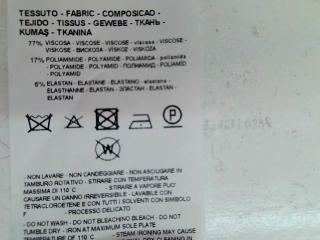 TESSUTO - FABRIC - COMPOSICAO -
TEJIDO - TISSUS - GEWEBE - ТКАНЬ -
KUMAŞ - TKANINA
77% VISCOSA - VISCOSE - VISCOSE - viscosa - VISCOSE -
VISCOSE - ВИСКОЗА - VİSKOZ - VISKOZA
17% POLIAMMIDE - POLYAMIDE - POLIAMIDA - poliamida
- POLYAMIDE - POLYAMID - ПОЛИАМИД - POLIAMID
- POLYAMID
6% ELASTAN - ELASTANE - ELASTANO - elastano -
ELASTHANNE - ELASTAN - ЭЛАСТАН - ELASTAN -
ELASTAN
P
W
- NON LAVARE - NON CANDEGGIARE - NON ASCIUGARE IN
TAMBURO ROTATIVO - STIRARE CON TEMPERATURA
MASSIMA DI 110°C - STIRARE A VAPORE PUO'
CAUSARE UN DANNO IRREVERSIBILE - LAVABILE CON
TETRACLOROETENE E CON TUTTI I SOLVENTI CON SIMBOLO
F - PROCESSO DELICATO
- DO NOT WASH - DO NOT BLEACHING BLEACH - DO NOT
TUMBLE DRY - IRON AT MAXIMUM SOLE PLATE
TEMPERATURE OF 110°C - STEAM IRONING MAY CAUSE